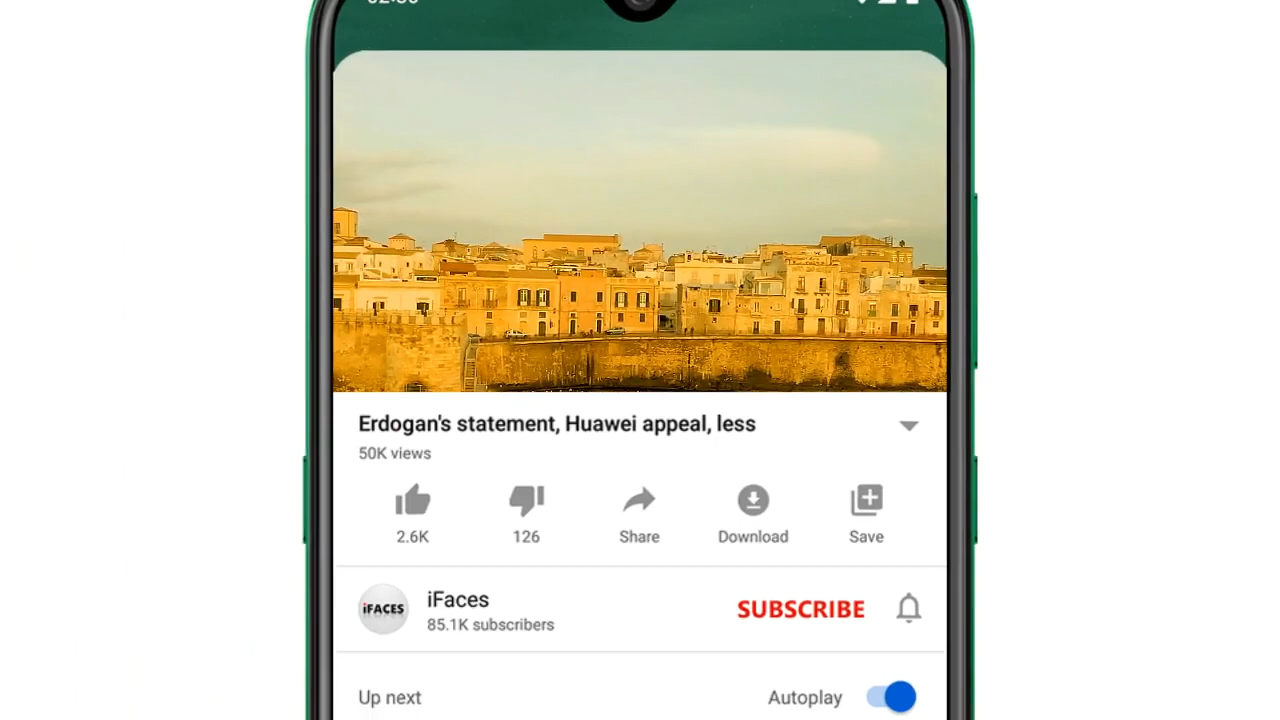 Erdogan's statement, Huawei appeal, less
50K views
2.6K
126
Share
Download
Save
iFACES
iFaces
85.1K subscribers
SUBSCRIBE
Up next
Autoplay